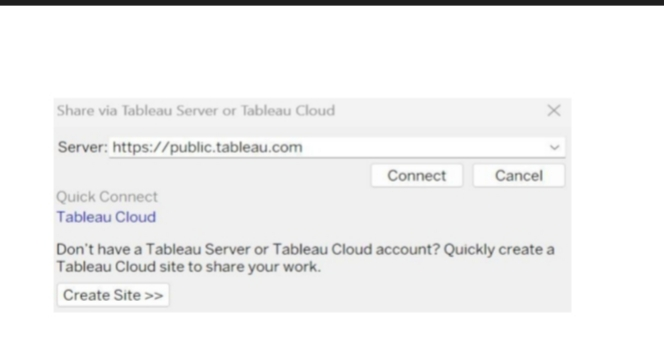 Share via Tableau Server or Tableau Cloud
Server: https://public.tableau.com
Connect Cancel
Quick Connect
Tableau Cloud
Don't have a Tableau Server or Tableau Cloud account? Quickly create a
Tableau Cloud site to share your work.
Create Site >>